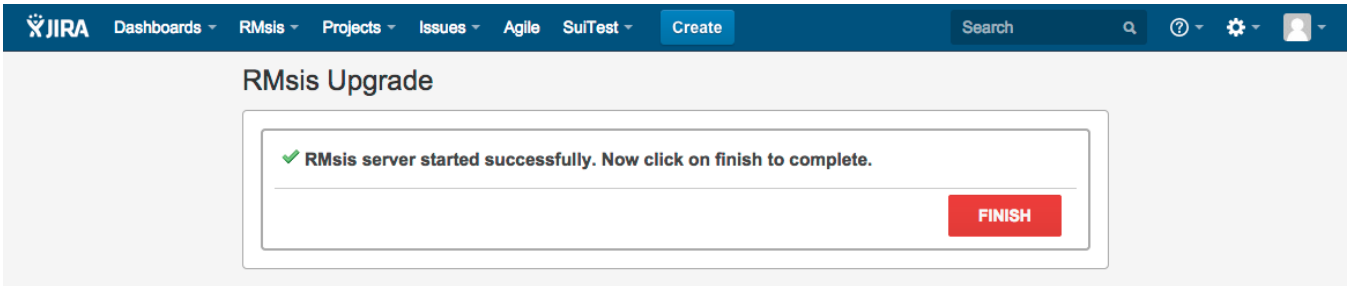 JIRA Dashboards RMsis Projects Issues Agile SuiTest Create Search
RMsis Upgrade
RMsis server started successfully. Now click on finish to complete.
FINISH